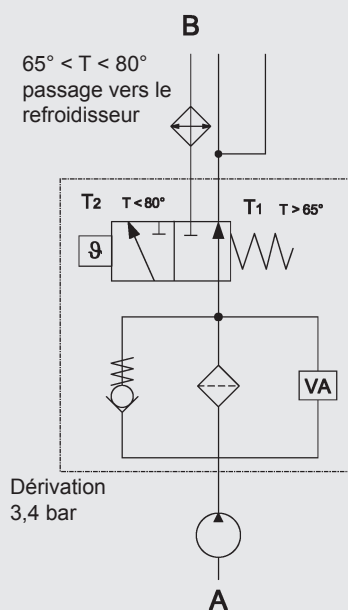 B
65° < T < 80°
passage vers le
refroidisseur
T2 T < 80°
T1 T > 65°
ϑ
VA
Dérivation
3,4 bar
A